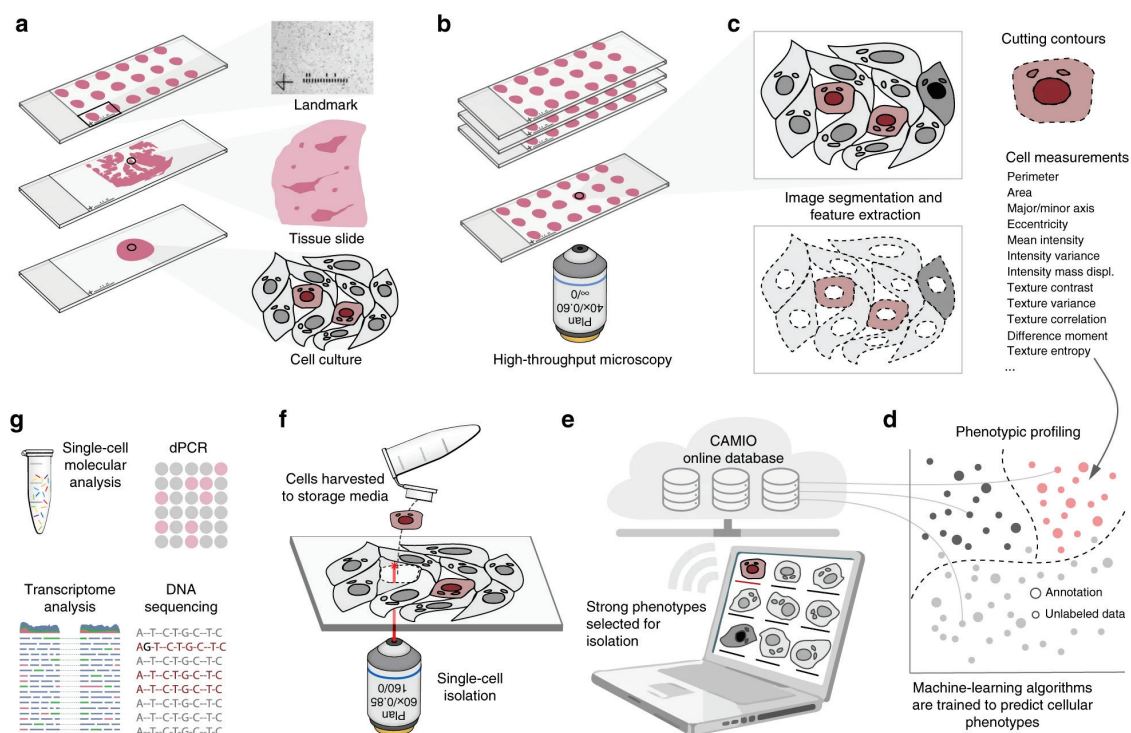 a
Landmark
Tissue slide
Cell culture
b
Plan
40×/0.60
∞/0
High-throughput microscopy
c
Image segmentation and
feature extraction
Cutting contours
Cell measurements
Perimeter
Area
Major/minor axis
Eccentricity
Mean intensity
Intensity variance
Intensity mass displ.
Texture contrast
Texture variance
Texture correlation
Difference moment
Texture entropy
...
d
Phenotypic profiling
Annotation
Unlabeled data
Machine-learning algorithms
are trained to predict cellular
phenotypes
e
CAMIO
online database
Strong phenotypes
selected for
isolation
f
Cells harvested
to storage media
Plan
60×/0.85
160/0
Single-cell
isolation
g
Single-cell
molecular
analysis
dPCR
Transcriptome
analysis
DNA
sequencing
A--T--C-T-G-C--T-C
AG-T--C-T-G-C--T-C
A--T--C-T-G-C--T-C
A--T--C-T-G-C--T-C
A--T--C-T-G-C--T-C
A--T--C-T-G-C--T-C
A--T--C-T-G-C--T-C
A--T--C-T-G-C--T-C